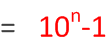 = 10ⁿ-1